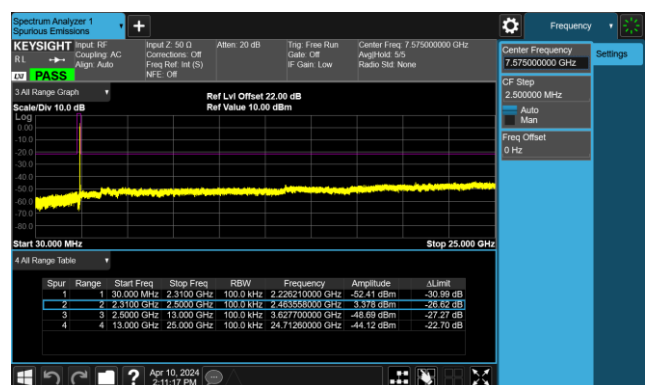 Spectrum Analyzer 1
Spurious Emissions
Frequency
KEYSIGHT
RL
LXI
PASS
Input: RF
Coupling: AC
Align: Auto
Input Z: 50 Ω
Corrections: Off
Freq Ref: Int (S)
NFE: Off
Atten: 20 dB
Trig: Free Run
Gate: Off
IF Gain: Low
Center Freq: 7.575000000 GHz
Avg|Hold: 5/5
Radio Std: None
Center Frequency
7.575000000 GHz
Settings
CF Step
2.500000 MHz
Auto
Man
Freq Offset
0 Hz
3 All Range Graph
Scale/Div 10.0 dB
Ref Lvl Offset 22.00 dB
Ref Value 10.00 dBm
Log
0.00
-10.0
-20.0
-30.0
-40.0
-50.0
-60.0
-70.0
-80.0
Start 30.000 MHz
Stop 25.000 GHz
4 All Range Table
Spur Range Start Freq Stop Freq RBW Frequency Amplitude ΔLimit
1 1 30.000 MHz 2.3100 GHz 100.0 kHz 2.226210000 GHz -52.41 dBm -30.99 dB
2 2 2.3100 GHz 2.5000 GHz 100.0 kHz 2.463558000 GHz 3.378 dBm -26.62 dB
3 3 2.5000 GHz 13.000 GHz 100.0 kHz 3.627700000 GHz -48.69 dBm -27.27 dB
4 4 13.000 GHz 25.000 GHz 100.0 kHz 24.71260000 GHz -44.12 dBm -22.70 dB
Apr 10, 2024
2:11:17 PM